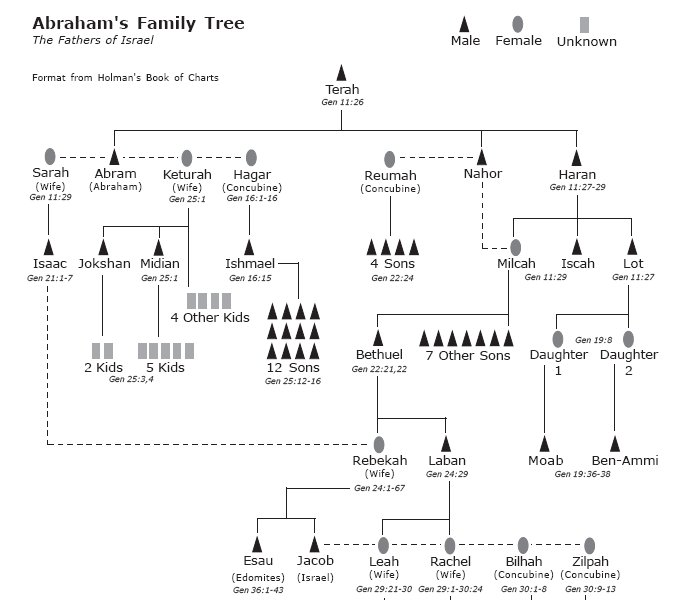 Abraham's Family Tree
The Fathers of Israel
Male Female Unknown
Format from Holman's Book of Charts
Terah
Gen 11:26
Sarah
(Wife)
Gen 11:29
Abram
(Abraham)
Keturah
(Wife)
Gen 25:1
Hagar
(Concubine)
Gen 16:1-16
Reumah
(Concubine)
Nahor
Haran
Gen 11:27-29
Isaac
Gen 21:1-7
Jokshan
Midian
Gen 25:1
Ishmael
Gen 16:15
4 Sons
Gen 22:24
Milcah
Gen 11:29
Iscah
Lot
Gen 11:27
4 Other Kids
2 Kids
5 Kids
Gen 25:3,4
12 Sons
Gen 25:12-16
Bethuel
Gen 22:21,22
7 Other Sons
Gen 19:8
Daughter
1
Daughter
2
Rebekah
(Wife)
Gen 24:1-67
Laban
Gen 24:29
Moab
Ben-Ammi
Gen 19:36-38
Esau
(Edomites)
Gen 36:1-43
Jacob
(Israel)
Leah
(Wife)
Gen 29:21-30
Rachel
(Wife)
Gen 29:1-30:24
Bilhah
(Concubine)
Gen 30:1-8
Zilpah
(Concubine)
Gen 30:9-13